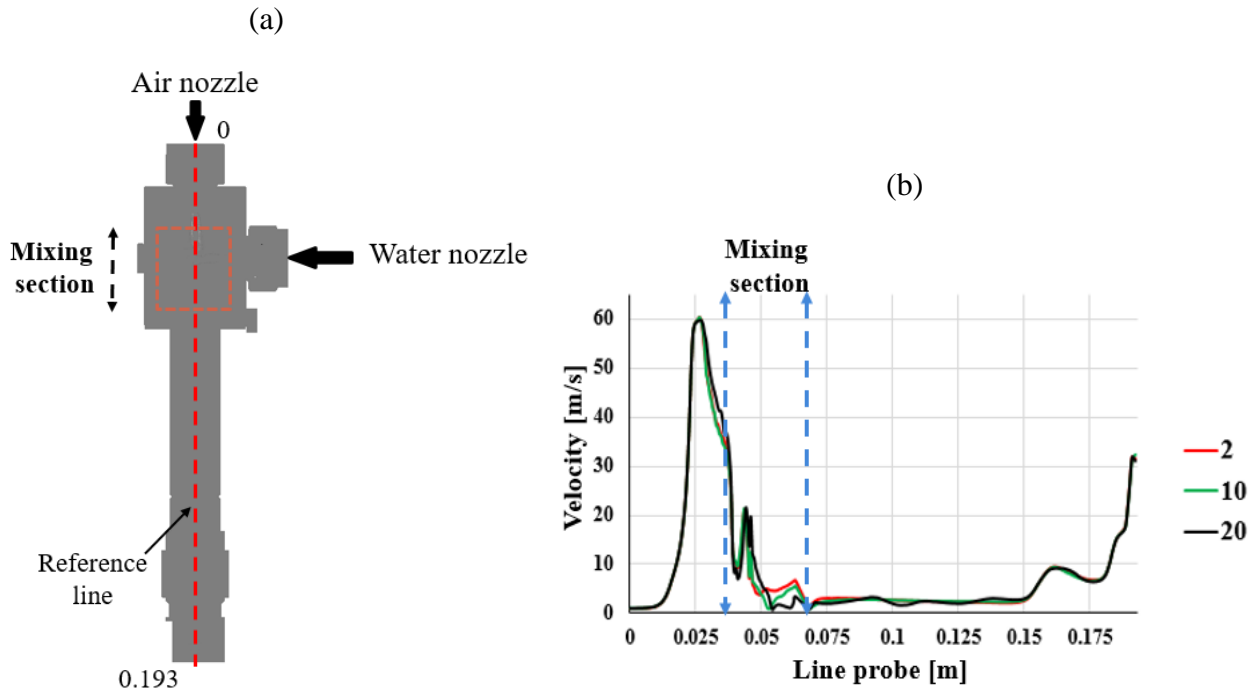 (a)
Air nozzle
0
Mixing
section
Water nozzle
Reference
line
0.193
(b)
Mixing
section
Velocity [m/s]
60
50
40
30
20
10
0
0 0.025 0.05 0.075 0.1 0.125 0.15 0.175
Line probe [m]
2
10
20